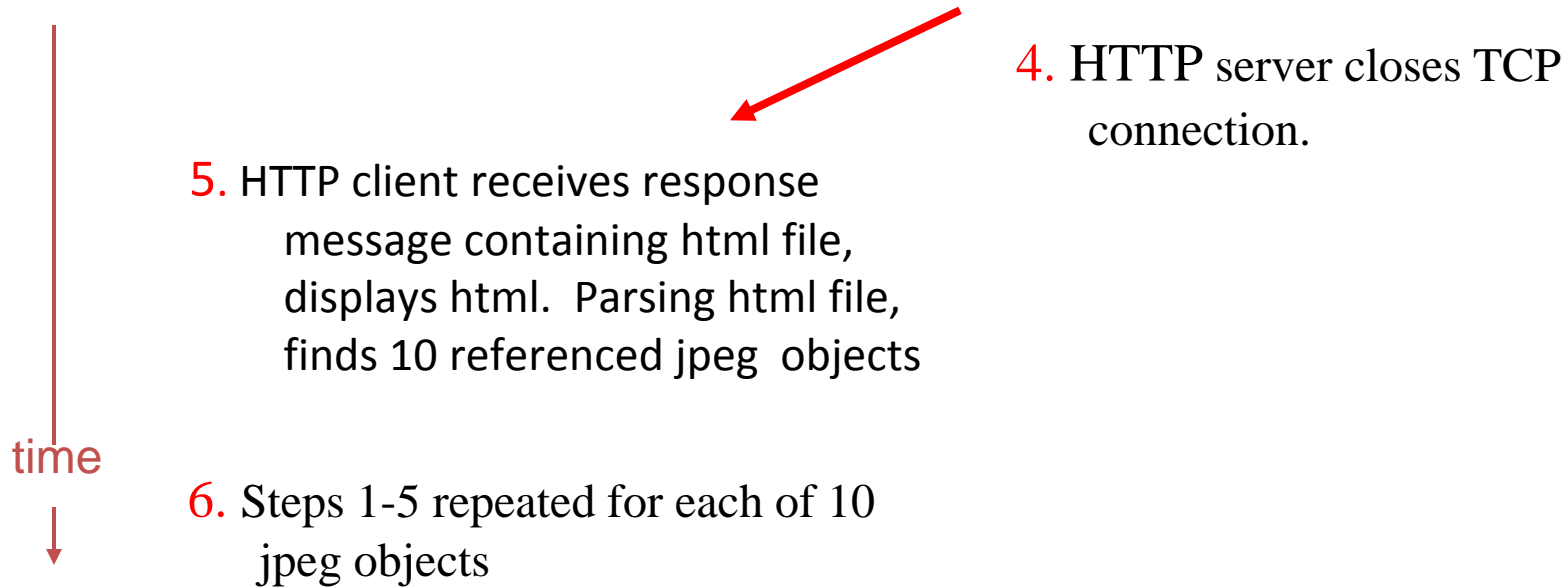 4. HTTP server closes TCP
connection.
5. HTTP client receives response
message containing html file,
displays html.  Parsing html file,
finds 10 referenced jpeg  objects
time
6. Steps 1-5 repeated for each of 10
jpeg objects